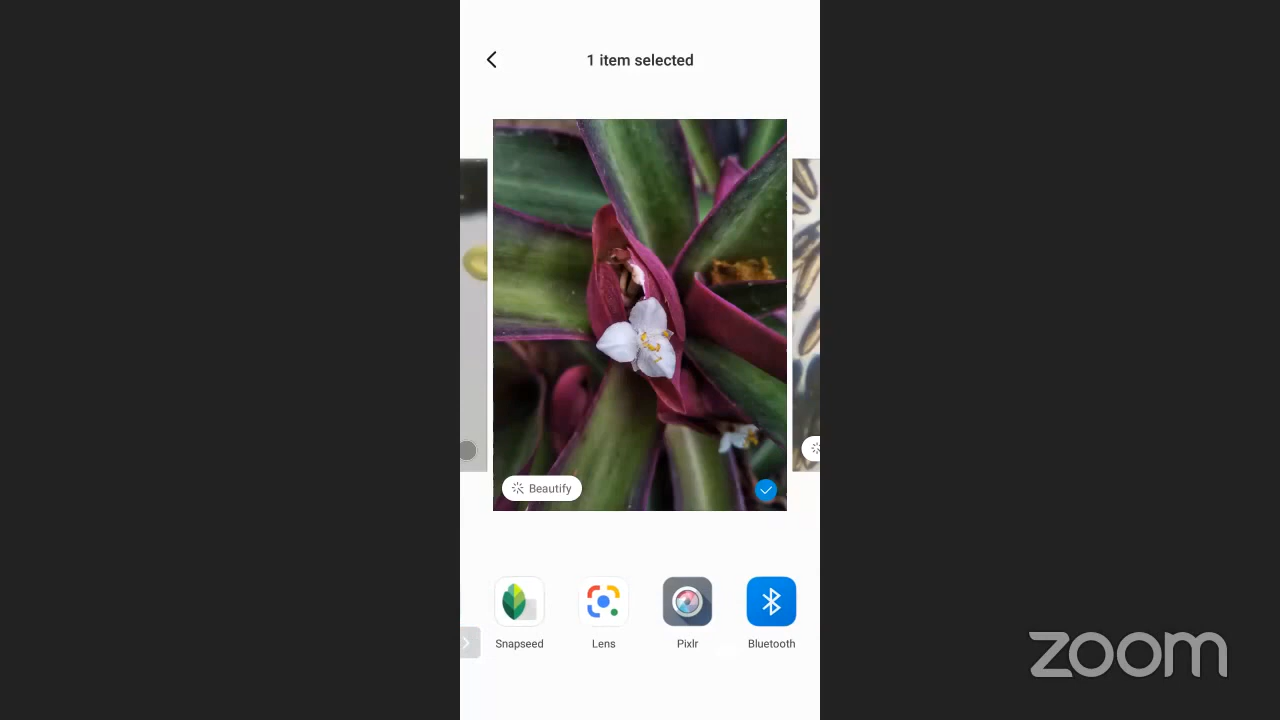 1 item selected
Beautify
Snapseed
Lens
Pixlr
Bluetooth
zoom